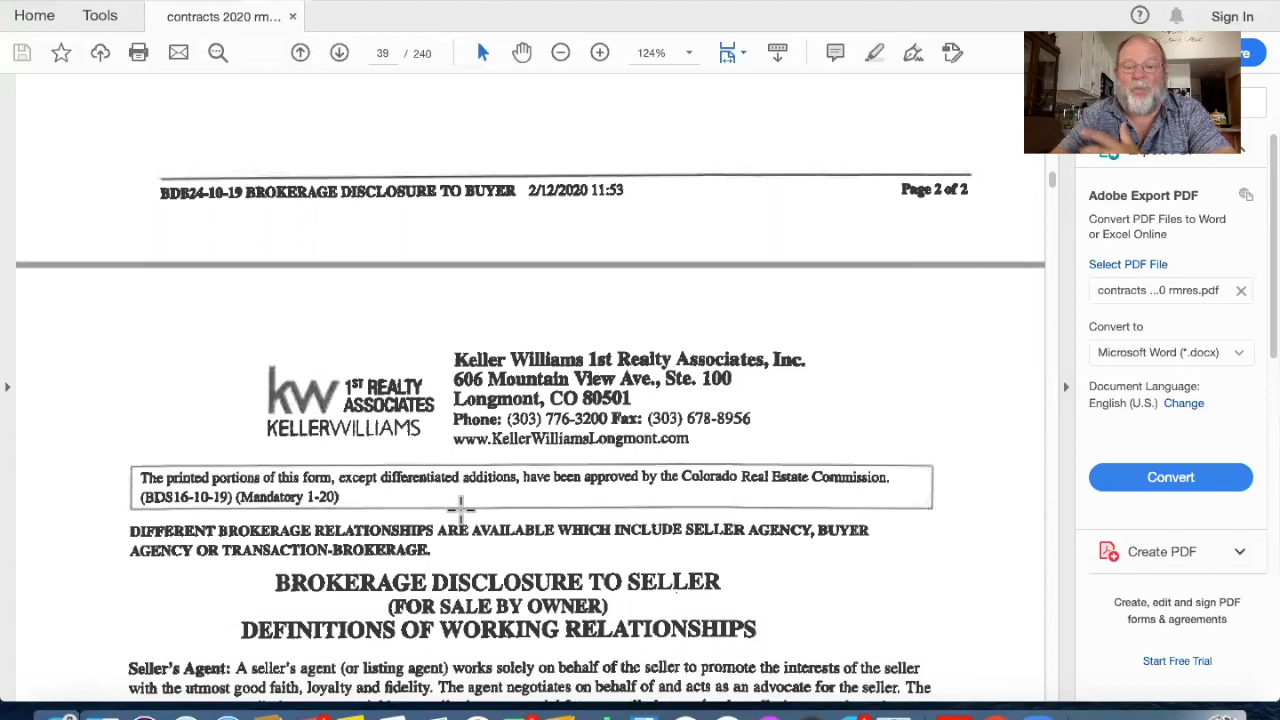 Home
Tools
contracts 2020 rm... ×
Sign In
39 / 240
124%
BDB24-10-19 BROKERAGE DISCLOSURE TO BUYER 2/12/2020 11:53
Page 2 of 2
kw 1ST REALTY
ASSOCIATES
KELLERWILLIAMS
Keller Williams 1st Realty Associates, Inc.
606 Mountain View Ave., Ste. 100
Longmont, CO 80501
Phone: (303) 776-3200 Fax: (303) 678-8956
www.KellerWilliamsLongmont.com
The printed portions of this form, except differentiated additions, have been approved by the Colorado Real Estate Commission.
(BDS16-10-19) (Mandatory 1-20)
DIFFERENT BROKERAGE RELATIONSHIPS ARE AVAILABLE WHICH INCLUDE SELLER AGENCY, BUYER
AGENCY OR TRANSACTION-BROKERAGE.
BROKERAGE DISCLOSURE TO SELLER
(FOR SALE BY OWNER)
DEFINITIONS OF WORKING RELATIONSHIPS
Seller's Agent: A seller's agent (or listing agent) works solely on behalf of the seller to promote the interests of the seller
with the utmost good faith, loyalty and fidelity. The agent negotiates on behalf of and acts as an advocate for the seller. The
Adobe Export PDF
Convert PDF Files to Word
or Excel Online
Select PDF File
contracts ...0 rmres.pdf
Convert to
Microsoft Word (*.docx)
Document Language:
English (U.S.) Change
Convert
Create PDF
Create, edit and sign PDF
forms & agreements
Start Free Trial